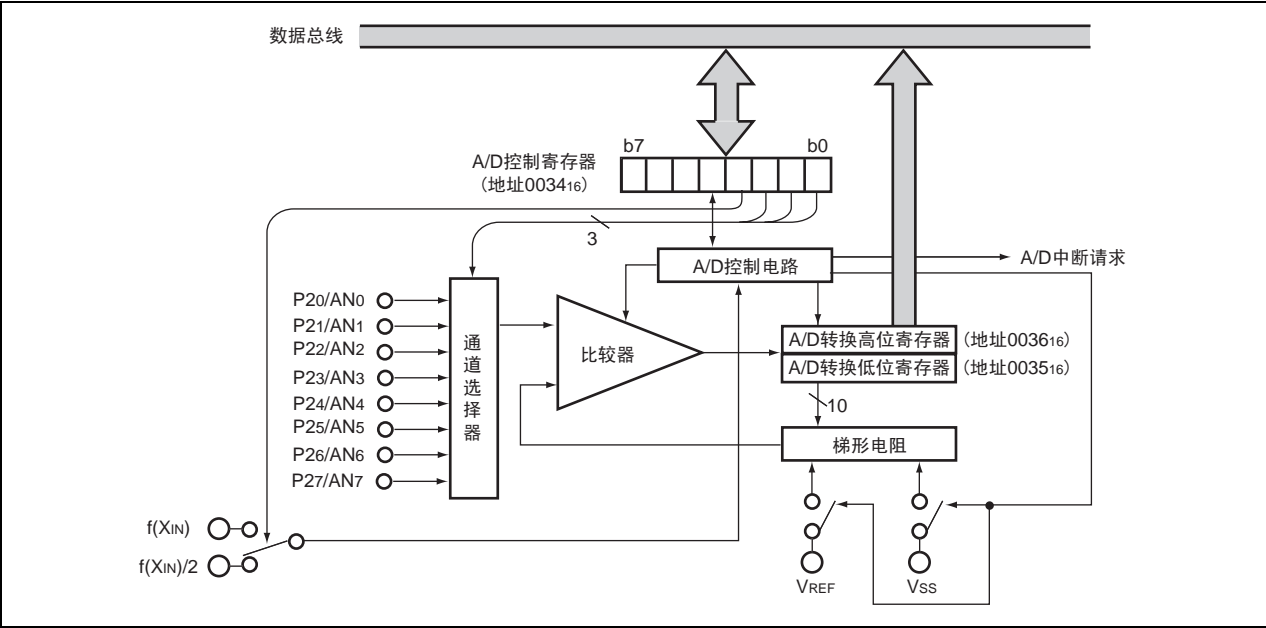 数据总线
b7 b0
A/D控制寄存器
（地址0034₁₆）
3
A/D控制电路
A/D中断请求
P20/AN0
P21/AN1
P22/AN2
P23/AN3
P24/AN4
P25/AN5
P26/AN6
P27/AN7
通道选择器
比较器
A/D转换高位寄存器 （地址0036₁₆）
A/D转换低位寄存器 （地址0035₁₆）
10
梯形电阻
f(XIN)
f(XIN)/2
VREF
VSS